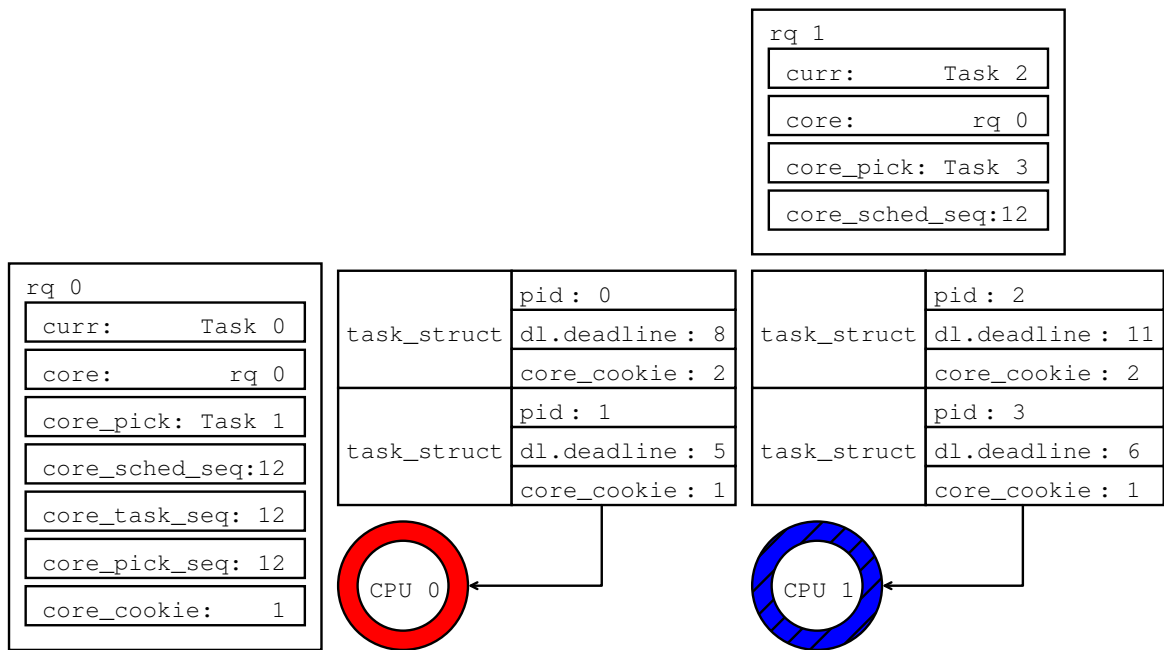 rq 1
curr: Task 2
core: rq 0
core_pick: Task 3
core_sched_seq:12
rq 0
curr: Task 0
core: rq 0
core_pick: Task 1
core_sched_seq:12
core_task_seq: 12
core_pick_seq: 12
core_cookie: 1
task_struct
pid : 0
dl.deadline : 8
core_cookie : 2
task_struct
pid : 1
dl.deadline : 5
core_cookie : 1
CPU 0
task_struct
pid : 2
dl.deadline : 11
core_cookie : 2
task_struct
pid : 3
dl.deadline : 6
core_cookie : 1
CPU 1